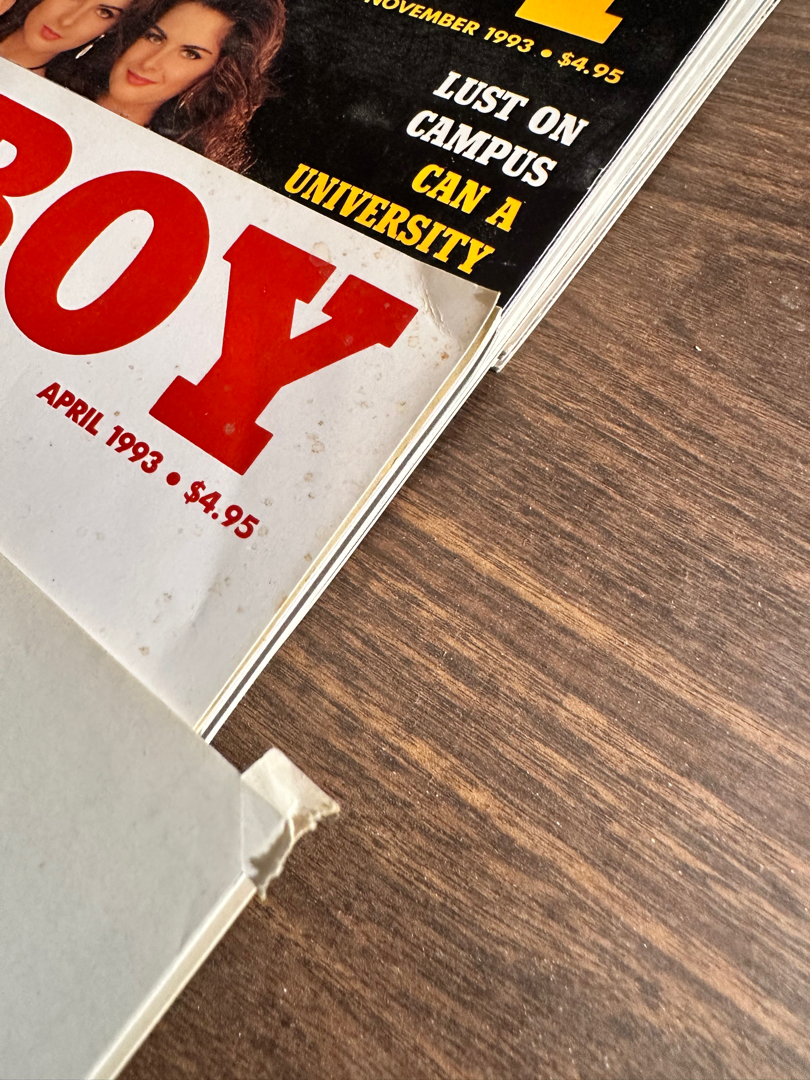 NOVEMBER 1993 • $4.95
LUST ON
CAMPUS
CAN A
UNIVERSITY
BOY
APRIL 1993 • $4.95